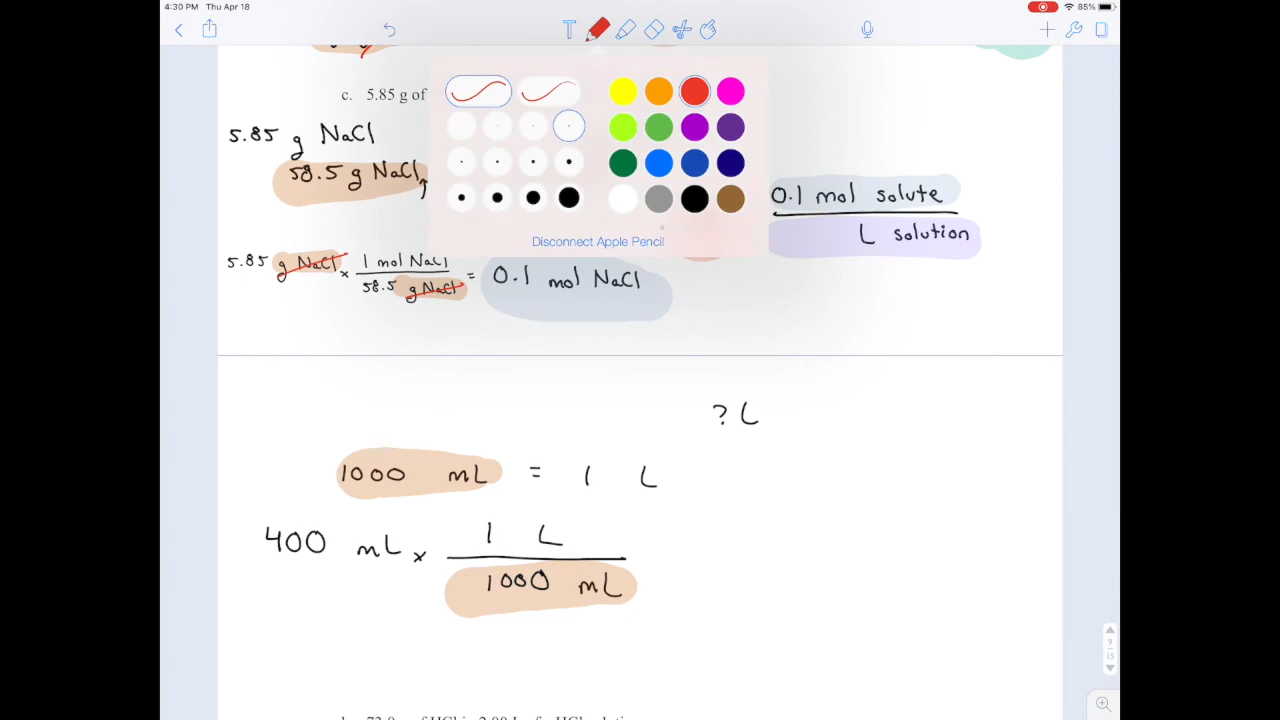 4:30 PM Thu Apr 18
85%
c. 5.85 g of
5.85 g NaCl
58.5 g NaCl
0.1 mol solute
L solution
Disconnect Apple Pencil
5.85 g NaCl × 1 mol NaCl = 0.1 mol NaCl
58.5 g NaCl
? L
1000 mL = 1 L
400 mL × 1 L
1000 mL
9
15